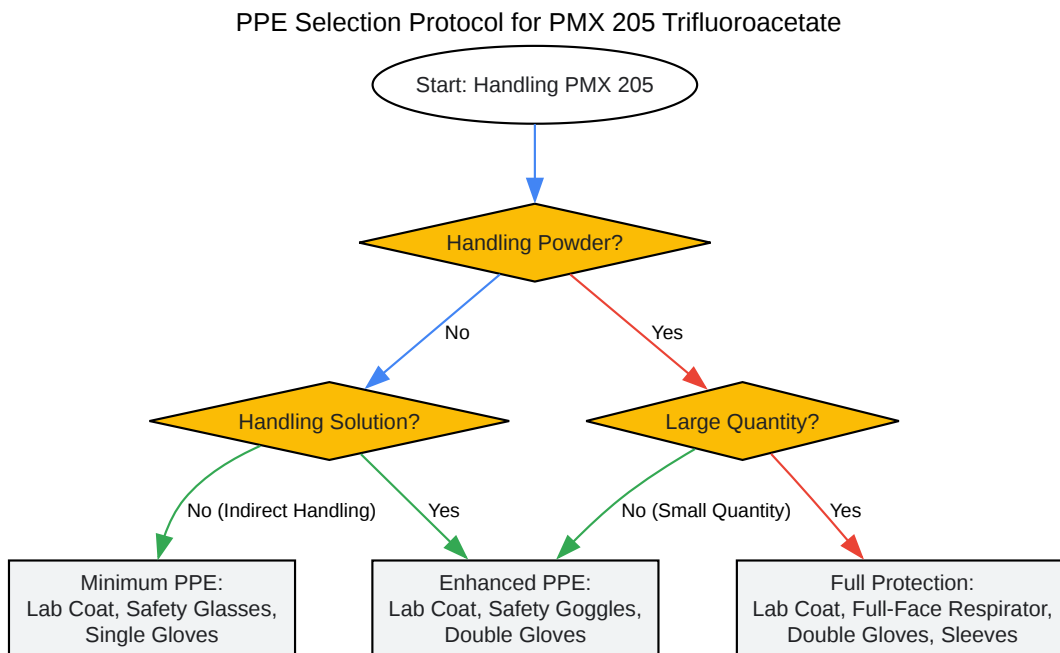 PPE Selection Protocol for PMX 205 Trifluoroacetate
Start: Handling PMX 205
Handling Powder?
No
Yes
Handling Solution?
Large Quantity?
No (Indirect Handling)
Yes
No (Small Quantity)
Yes
Minimum PPE:
Lab Coat, Safety Glasses,
Single Gloves
Enhanced PPE:
Lab Coat, Safety Goggles,
Double Gloves
Full Protection:
Lab Coat, Full-Face Respirator,
Double Gloves, Sleeves